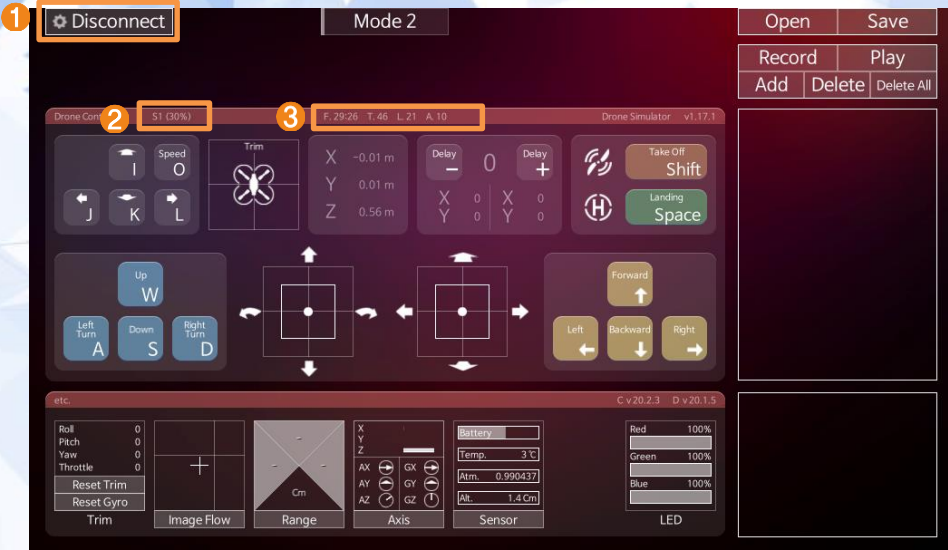 1
Disconnect
Mode 2
Open Save
Record Play
Add Delete Delete All
Drone Cont
2
S1 (30%)
3
F. 29:26 T. 46 L. 21 A. 10
Drone Simulator v1.17.1
I
Speed
O
J
K
L
Trim
X -0.01 m
Y 0.01 m
Z 0.56 m
Delay
−
0
Delay
+
X 0 X 0
Y 0 Y 0
Take Off
Shift
H
Landing
Space
Up
W
Left Turn
A
Down
S
Right Turn
D
Forward
Left
Backward
Right
etc.
C v20.2.3 D v20.1.5
Roll 0
Pitch 0
Yaw 0
Throttle 0
Reset Trim
Reset Gyro
Trim
Image Flow
-
- -
Cm
Range
X
Y
Z
AX GX
AY GY
AZ GZ
Axis
Battery
Temp. 3℃
Atm. 0.990437
Alt. 1.4 Cm
Sensor
Red 100%
Green 100%
Blue 100%
LED